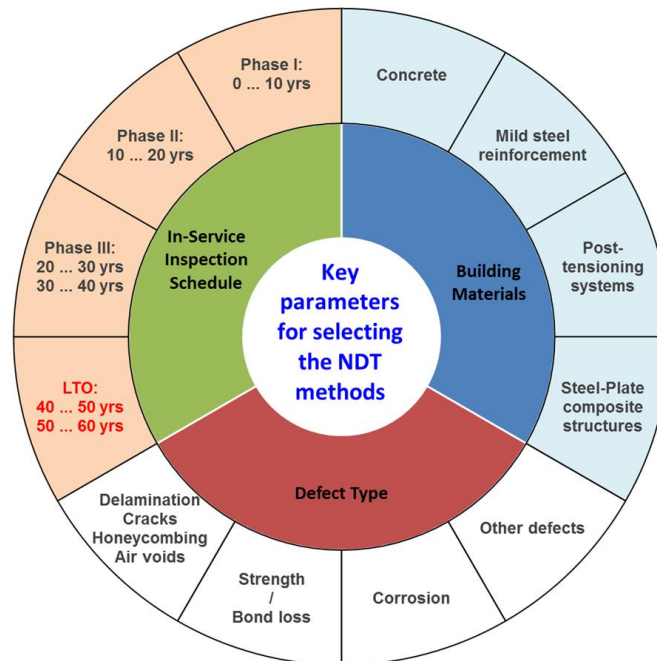 Key
parameters
for selecting
the NDT
methods
In-Service
Inspection
Schedule
Phase I:
0 ... 10 yrs
Phase II:
10 ... 20 yrs
Phase III:
20 ... 30 yrs
30 ... 40 yrs
LTO:
40 ... 50 yrs
50 ... 60 yrs
Building
Materials
Concrete
Mild steel
reinforcement
Post-
tensioning
systems
Steel-Plate
composite
structures
Defect Type
Delamination
Cracks
Honeycombing
Air voids
Strength
/
Bond loss
Corrosion
Other defects